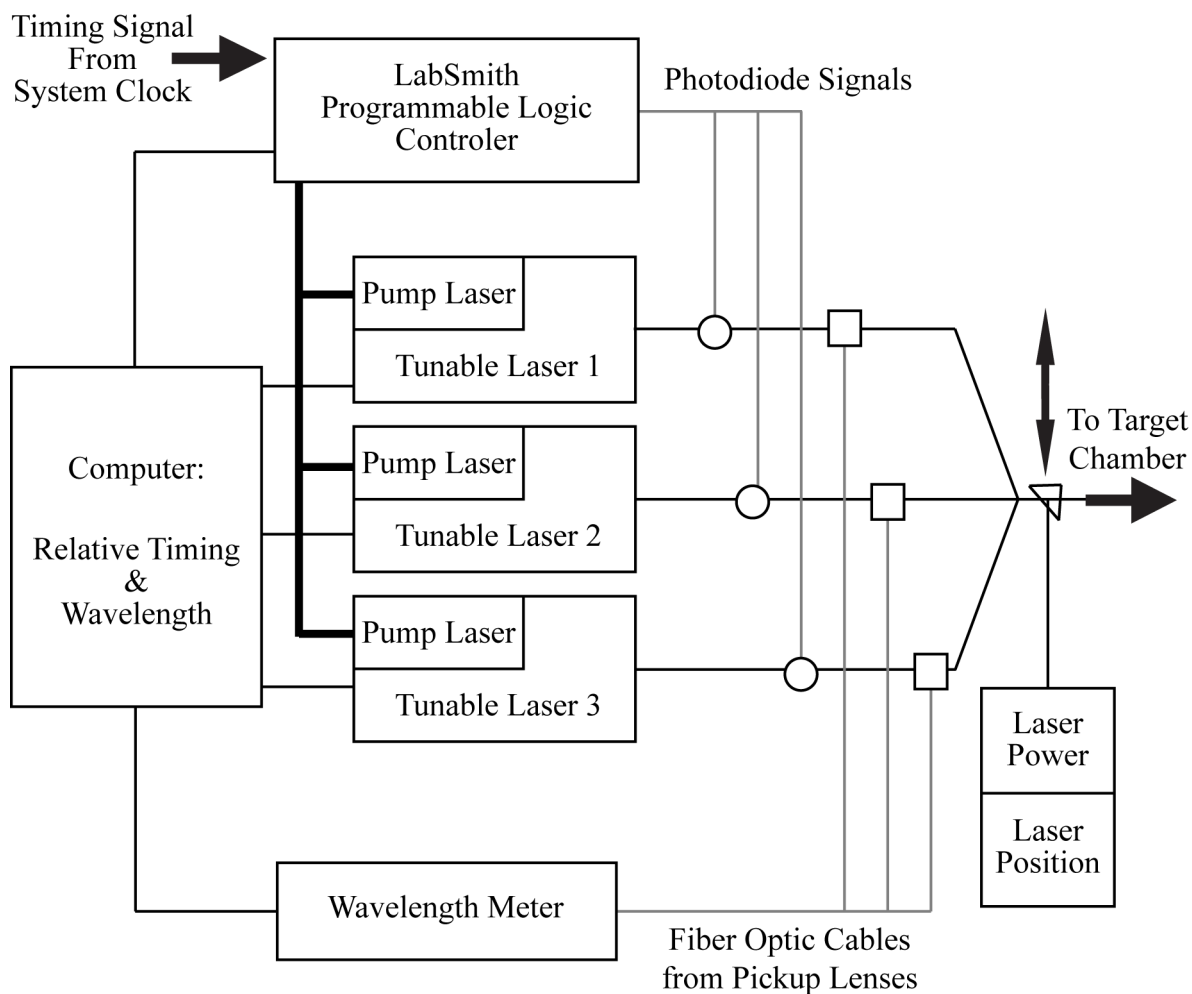 Timing Signal
From
System Clock
LabSmith
Programmable Logic
Controler
Photodiode Signals
Pump Laser
Tunable Laser 1
Pump Laser
Tunable Laser 2
Pump Laser
Tunable Laser 3
Computer:
Relative Timing
&
Wavelength
To Target
Chamber
Laser
Power
Laser
Position
Wavelength Meter
Fiber Optic Cables
from Pickup Lenses